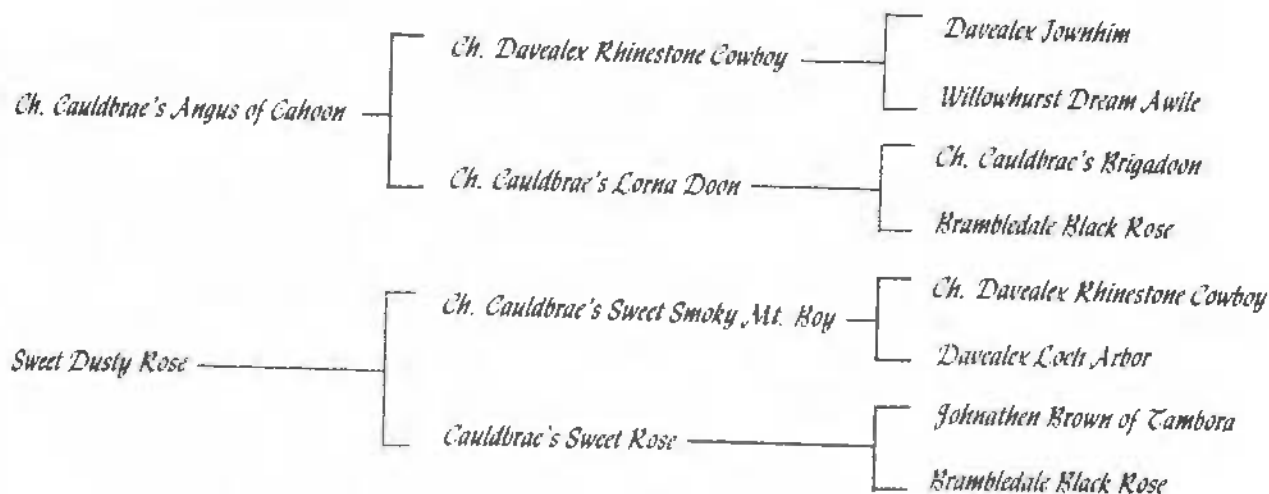 Davealex Jownhim
Ch. Davealex Rhinestone Cowboy
Willowhurst Dream Awile
Ch. Cauldbrae's Angus of Cahoon
Ch. Cauldbrae's Brigadoon
Ch. Cauldbrae's Lorna Doon
Brambledale Black Rose
Ch. Davealex Rhinestone Cowboy
Ch. Cauldbrae's Sweet Smoky Mt. Boy
Davealex Loch Arbor
Sweet Dusty Rose
Johnathen Brown of Tambora
Cauldbrae's Sweet Rose
Brambledale Black Rose